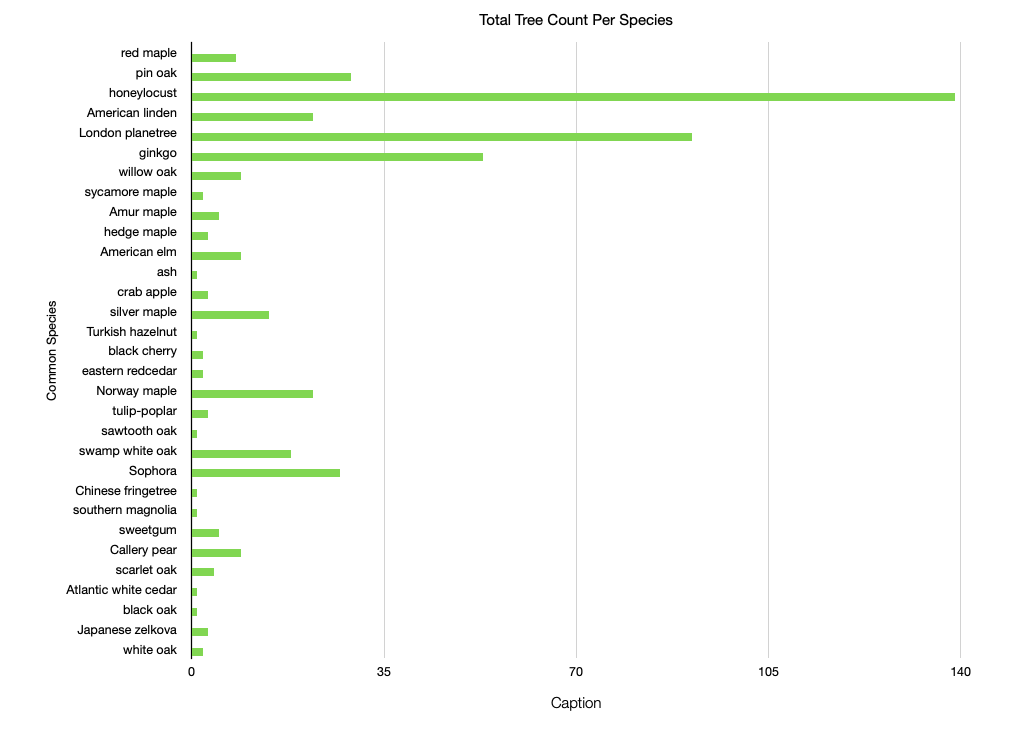 Total Tree Count Per Species
Common Species
red maple
pin oak
honeylocust
American linden
London planetree
ginkgo
willow oak
sycamore maple
Amur maple
hedge maple
American elm
ash
crab apple
silver maple
Turkish hazelnut
black cherry
eastern redcedar
Norway maple
tulip-poplar
sawtooth oak
swamp white oak
Sophora
Chinese fringetree
southern magnolia
sweetgum
Callery pear
scarlet oak
Atlantic white cedar
black oak
Japanese zelkova
white oak
0 35 70 105 140
Caption